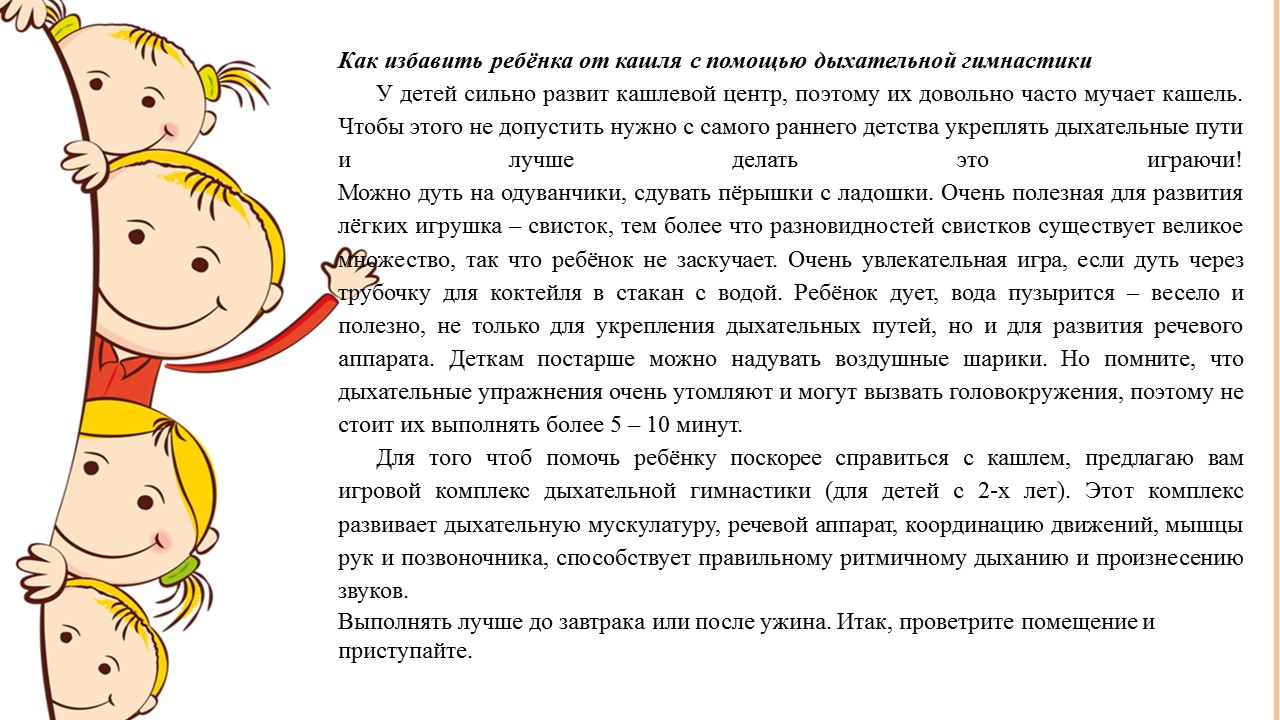 Как избавить ребёнка от кашля с помощью дыхательной гимнастики
У детей сильно развит кашлевой центр, поэтому их довольно часто мучает кашель.
Чтобы этого не допустить нужно с самого раннего детства укреплять дыхательные пути
и лучше делать это играючи!
Можно дуть на одуванчики, сдувать пёрышки с ладошки. Очень полезная для развития
лёгких игрушка – свисток, тем более что разновидностей свистков существует великое
множество, так что ребёнок не заскучает. Очень увлекательная игра, если дуть через
трубочку для коктейля в стакан с водой. Ребёнок дует, вода пузырится – весело и
полезно, не только для укрепления дыхательных путей, но и для развития речевого
аппарата. Деткам постарше можно надувать воздушные шарики. Но помните, что
дыхательные упражнения очень утомляют и могут вызвать головокружения, поэтому не
стоит их выполнять более 5 – 10 минут.
Для того чтоб помочь ребёнку поскорее справиться с кашлем, предлагаю вам
игровой комплекс дыхательной гимнастики (для детей с 2-х лет). Этот комплекс
развивает дыхательную мускулатуру, речевой аппарат, координацию движений, мышцы
рук и позвоночника, способствует правильному ритмичному дыханию и произнесению
звуков.
Выполнять лучше до завтрака или после ужина. Итак, проветрите помещение и
приступайте.